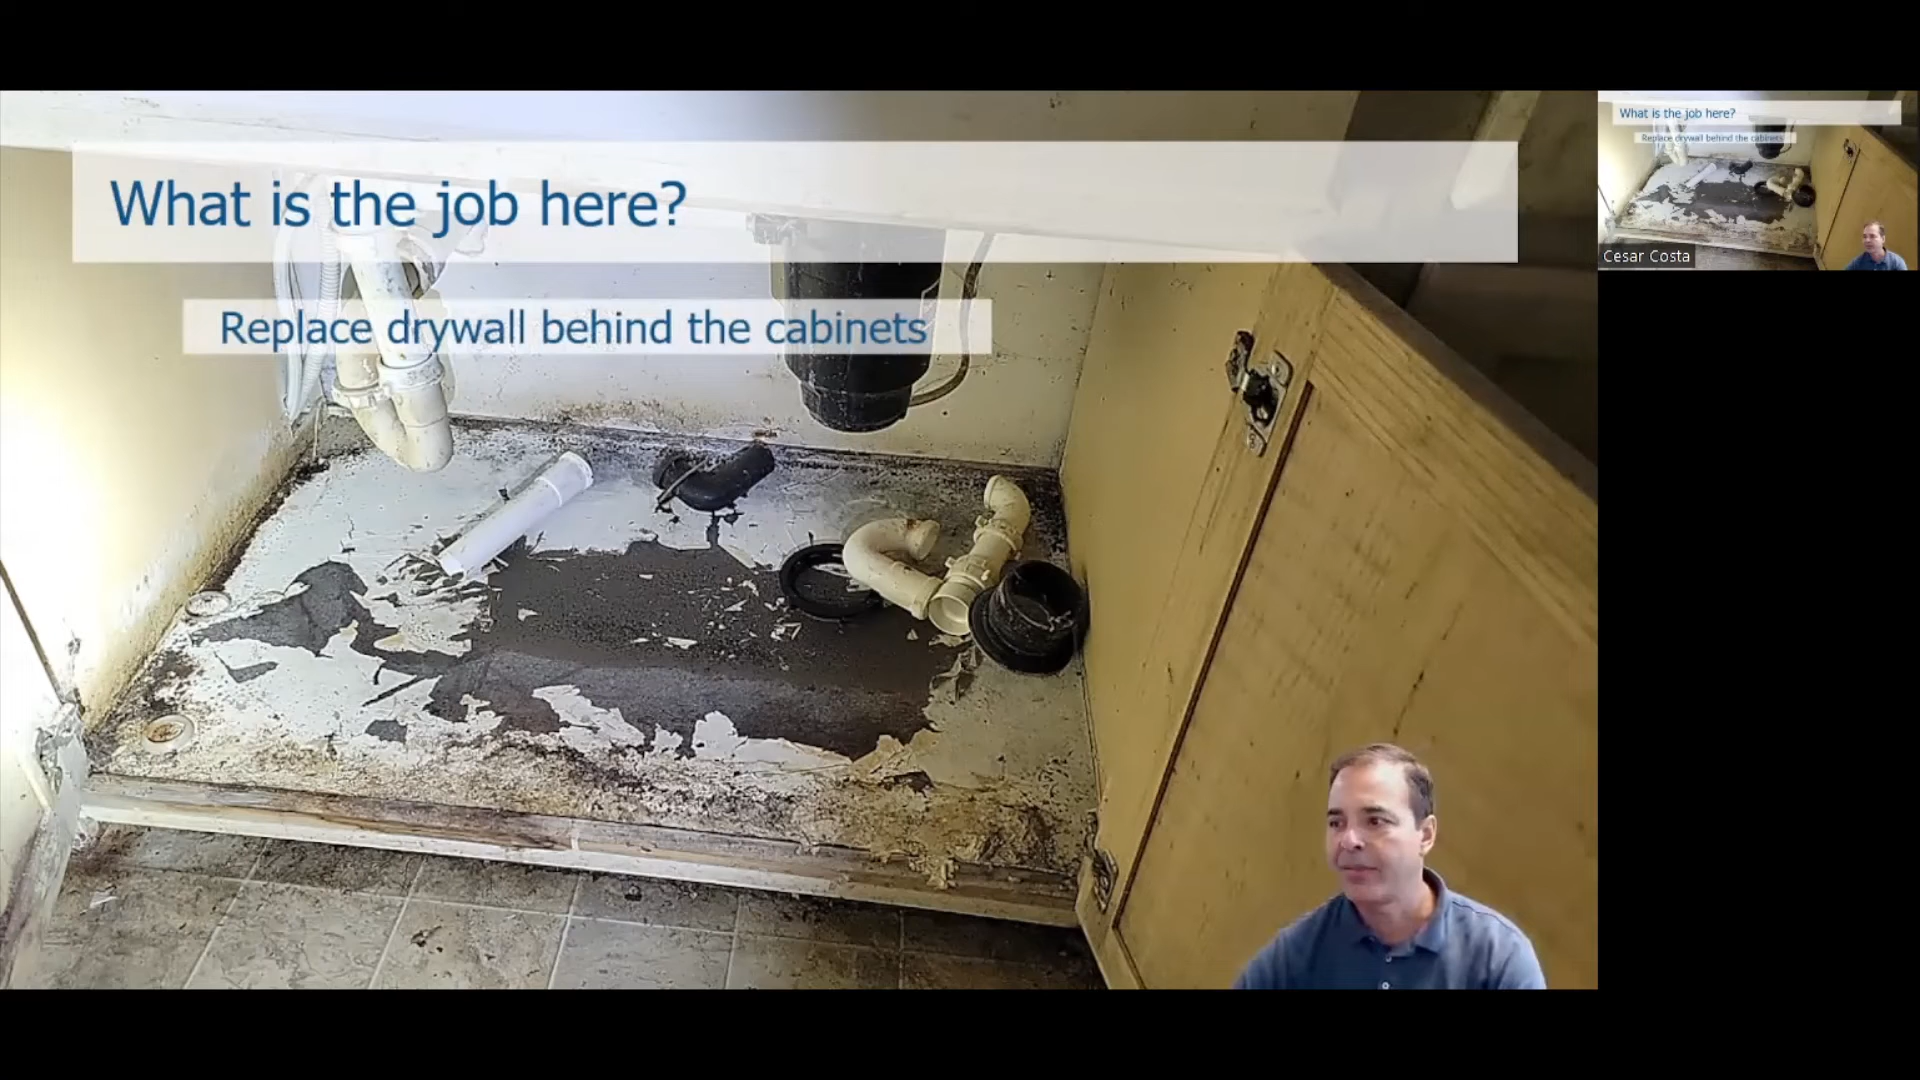 What is the job here?
Replace drywall behind the cabinets
What is the job here?
Replace drywall behind the cabinets
Cesar Costa